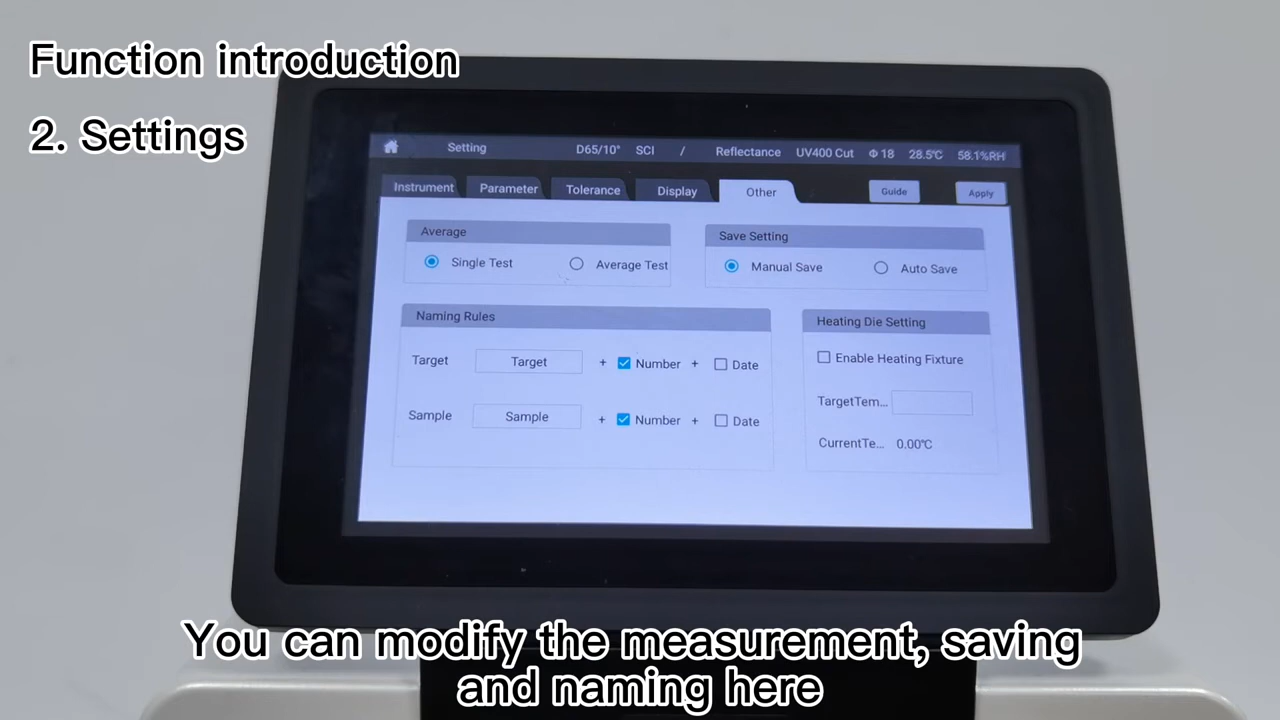 Function introduction
2. Settings
Setting D65/10° SCI / Reflectance UV400 Cut Φ 18 28.5℃ 58.1%RH
Instrument Parameter Tolerance Display Other Guide Apply
Average
Single Test Average Test
Save Setting
Manual Save Auto Save
Naming Rules
Target Target + Number + Date
Sample Sample + Number + Date
Heating Die Setting
Enable Heating Fixture
TargetTem...
CurrentTe... 0.00℃
You can modify the measurement, saving
and naming here